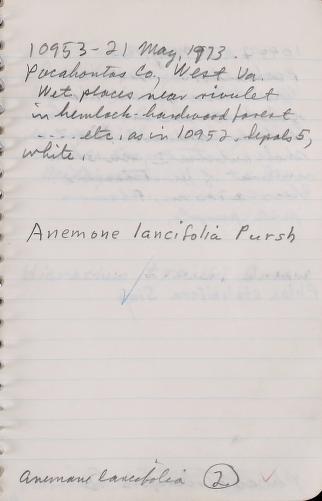 10953 - 21 May, 1973.
Pocahontas Co, West Va.
Wet places near rivulet
in hemlock-hardwood forest
..... etc. as in 10952. Sepals 5,
white.
Anemone lancifolia Pursh
Anemone lancifolia 2